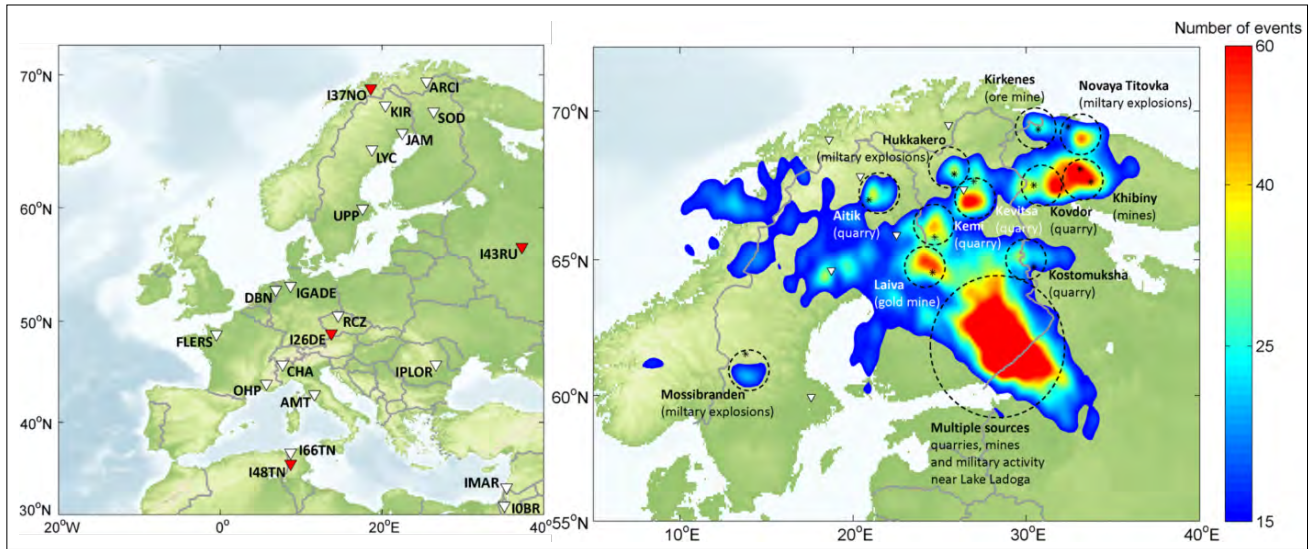 70°N
60°N
50°N
40°N
30°N
20°W
0°
20°E
40°E
I37NO
ARCI
KIR
SOD
JAM
LYC
UPP
I43RU
DBN
IGADE
RCZ
FLERS
I26DE
CHA
IPLOR
OHP
AMT
I66TN
I48TN
IMAR
I0BR
Number of events
60
40
25
15
70°N
65°N
60°N
55°N
10°E
20°E
30°E
40°E
Kirkenes
(ore mine)
Novaya Titovka
(miltary explosions)
Hukkakero
(miltary explosions)
Aitik
(quarry)
Kemi
(quarry)
Kevitsa
(quarry)
Kovdor
(quarry)
Khibiny
(mines)
Laiva
(gold mine)
Kostomuksha
(quarry)
Mossibranden
(miltary explosions)
Multiple sources
quarries, mines
and military activity
near Lake Ladoga